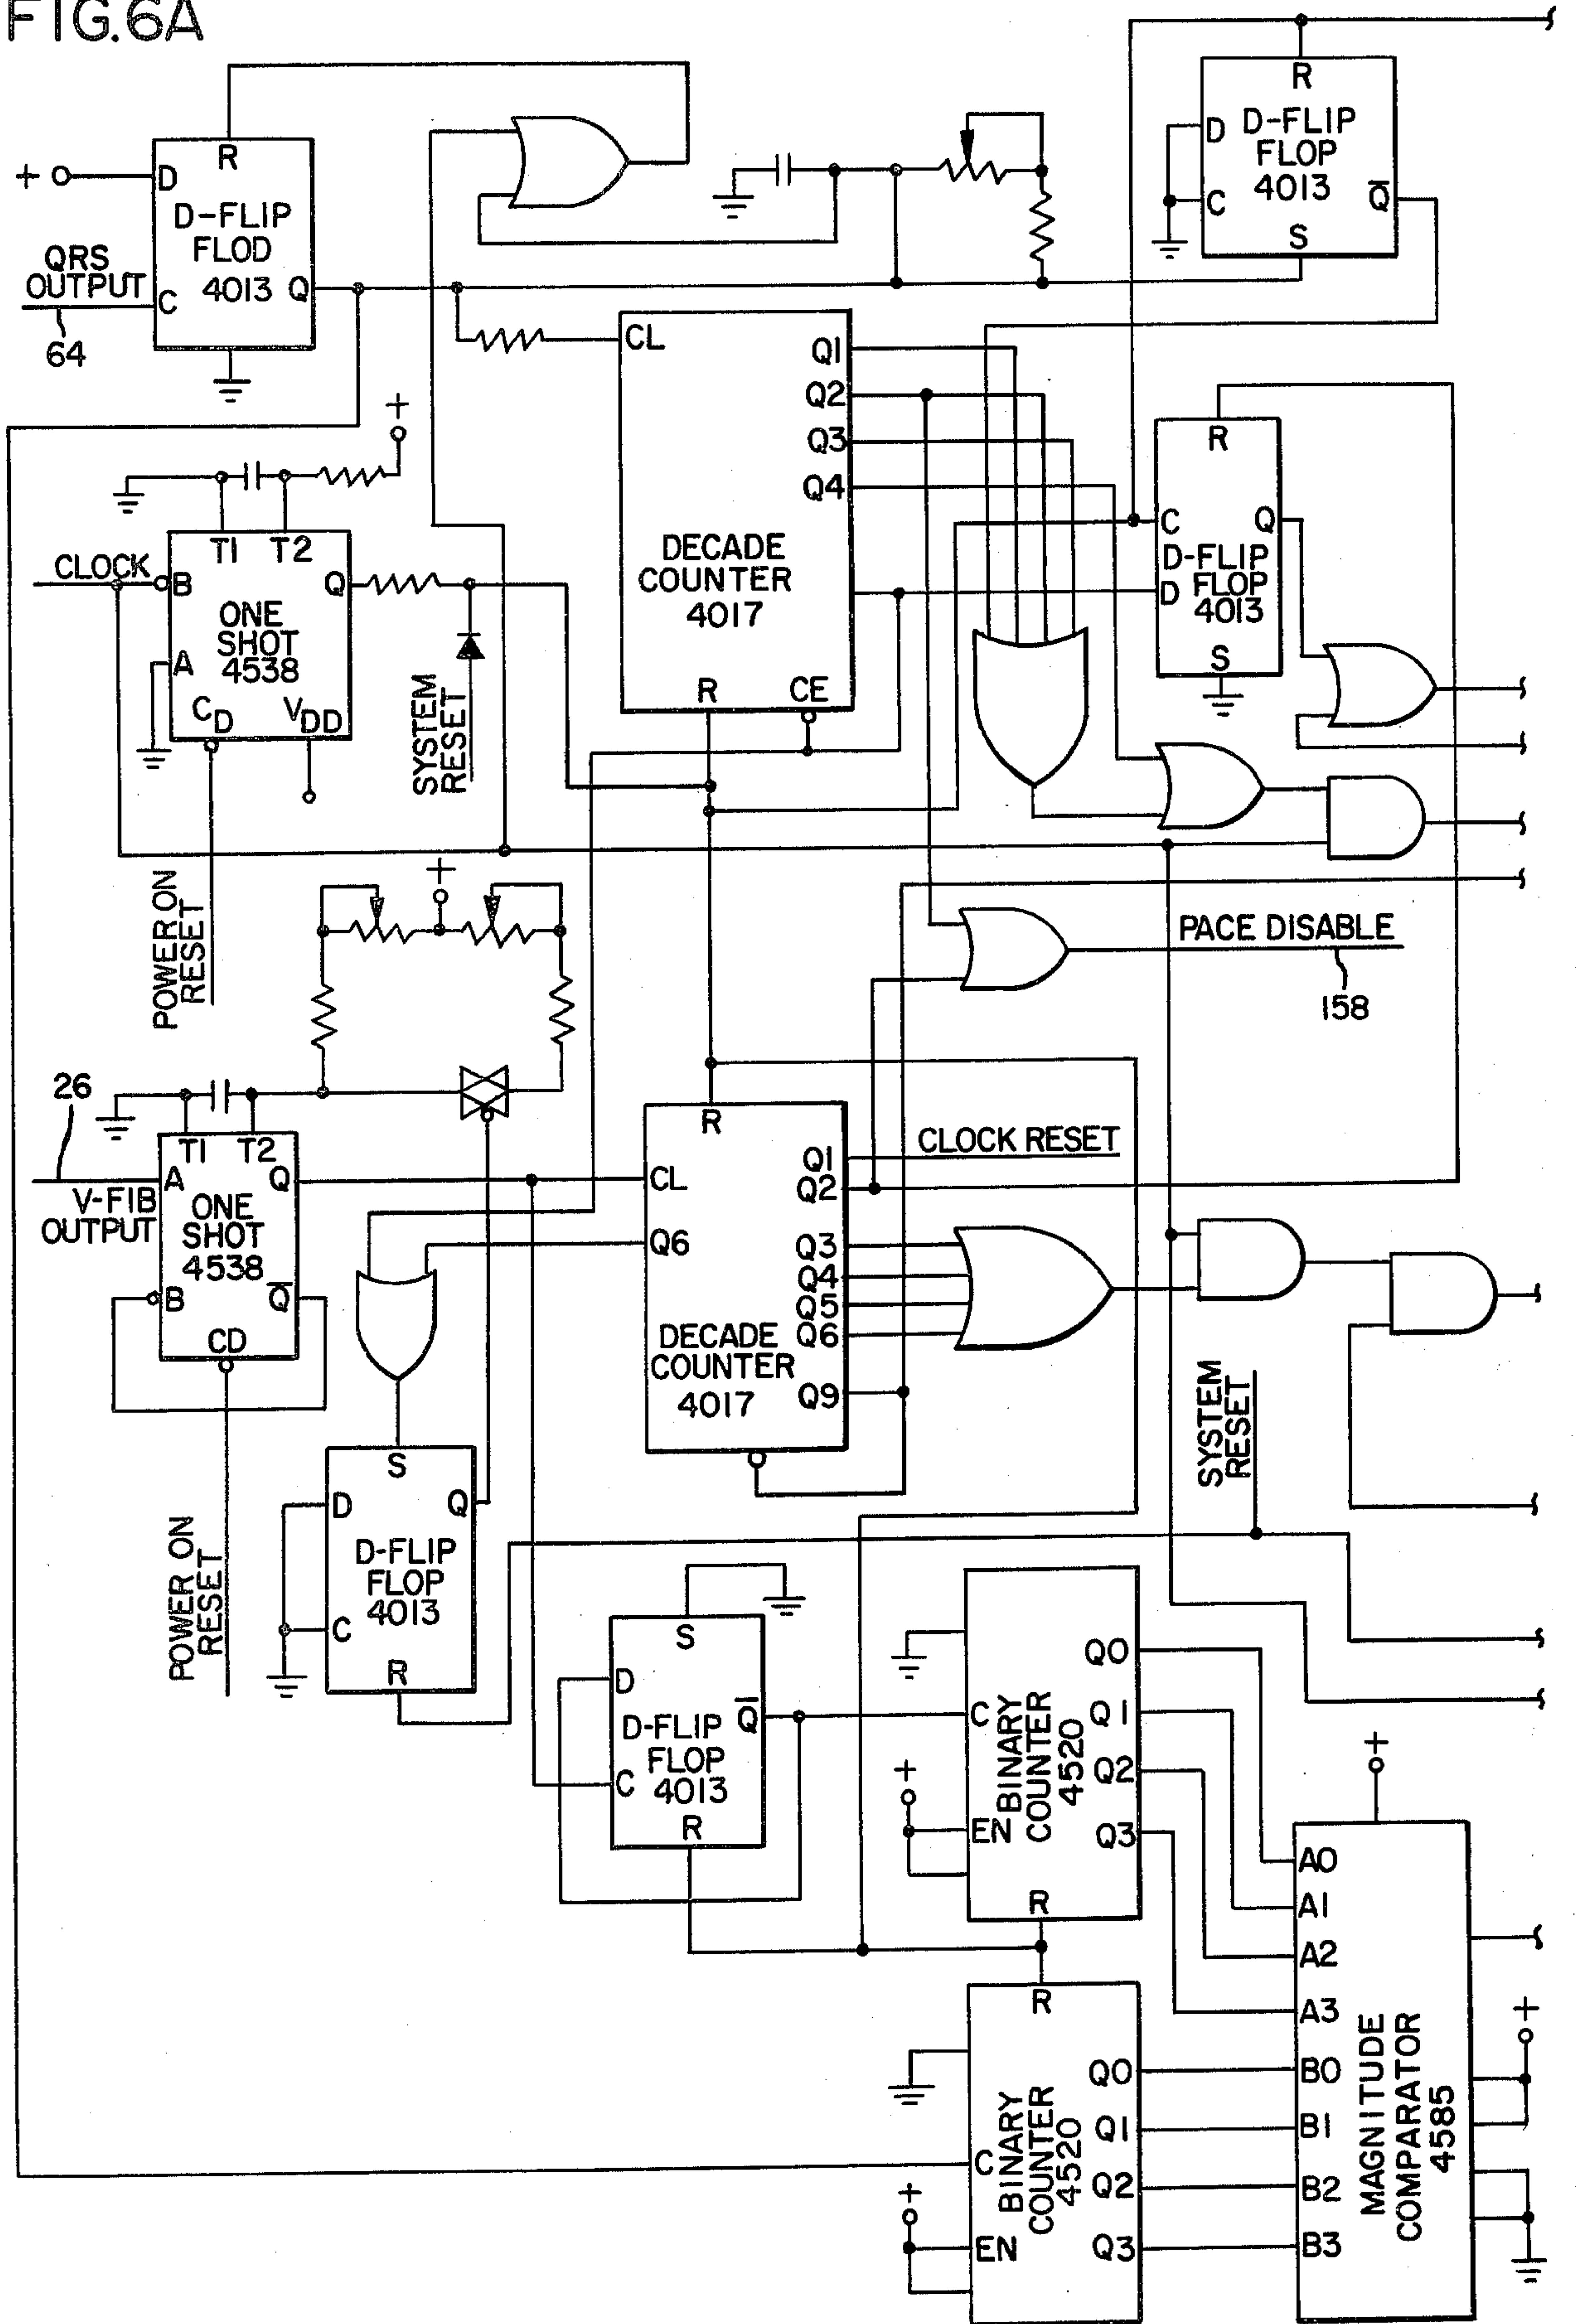 FIG.6A
R
D
D-FLIP
FLOD
4013
Q
C
+
QRS
OUTPUT
64
R
D
D-FLIP
FLOP
4013
C
Q
S
CL
Q1
Q2
Q3
Q4
DECADE
COUNTER
4017
R
CE
+
CLOCK
T1
T2
B
Q
ONE
SHOT
4538
A
CD
VDD
SYSTEM
RESET
POWER ON
RESET
R
C
Q
D-FLIP
FLOP
4013
D
S
+
PACE DISABLE
158
26
V-FIB
OUTPUT
T1
T2
A
Q
ONE
SHOT
4538
B
Q
CD
POWER ON
RESET
R
CL
Q1
CLOCK RESET
Q2
Q6
Q3
Q4
Q5
Q6
DECADE
COUNTER
4017
Q9
SYSTEM
RESET
S
D
Q
D-FLIP
FLOP
4013
C
R
S
D
Q
D-FLIP
FLOP
4013
C
R
Q0
C
Q1
BINARY
COUNTER
4520
Q2
+
EN
Q3
R
+
A0
A1
A2
A3
B0
B1
B2
B3
MAGNITUDE
COMPARATOR
4585
+
R
Q0
Q1
C
BINARY
COUNTER
4520
Q2
+
EN
Q3